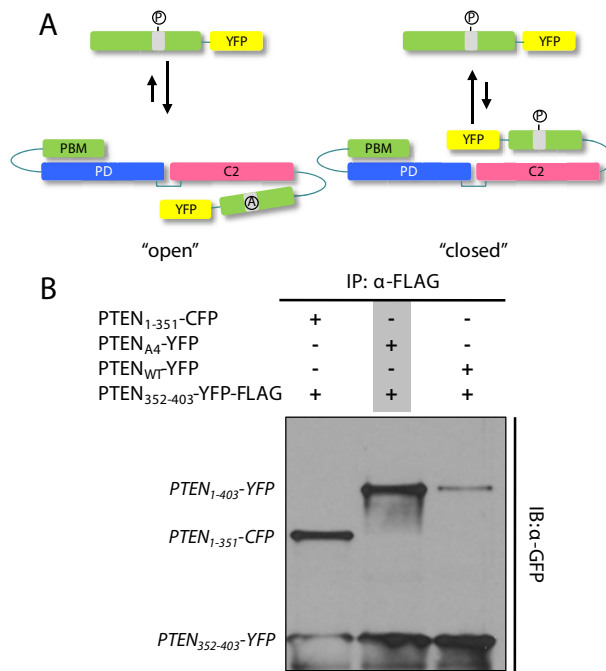 A
P
YFP
P
YFP
PBM
PD
C2
YFP
A
"open"
PBM
PD
YFP
P
C2
"closed"
B
IP: α-FLAG
PTEN1-351-CFP + - -
PTENA4-YFP - + -
PTENWT-YFP - - +
PTEN352-403-YFP-FLAG + + +
PTEN1-403-YFP
PTEN1-351-CFP
PTEN352-403-YFP
IB:α-GFP